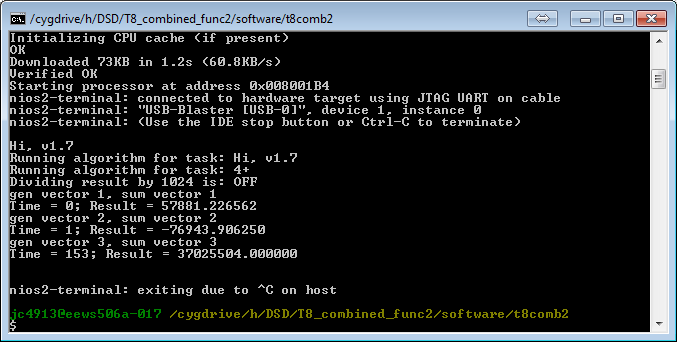 /cygdrive/h/DSD/T8_combined_func2/software/t8comb2
Initializing CPU cache (if present)
OK
Downloaded 73KB in 1.2s (60.8KB/s)
Verified OK
Starting processor at address 0x008001B4
nios2-terminal: connected to hardware target using JTAG UART on cable
nios2-terminal: "USB-Blaster [USB-0]", device 1, instance 0
nios2-terminal: (Use the IDE stop button or Ctrl-C to terminate)
Hi, v1.7
Running algorithm for task: Hi, v1.7
Running algorithm for task: 4+
Dividing result by 1024 is: OFF
gen vector 1, sum vector 1
Time = 0; Result = 57881.226562
gen vector 2, sum vector 2
Time = 1; Result = -76943.906250
gen vector 3, sum vector 3
Time = 153; Result = 37025504.000000
nios2-terminal: exiting due to ^C on host
jc4913@eews506a-017 /cygdrive/h/DSD/T8_combined_func2/software/t8comb2
$